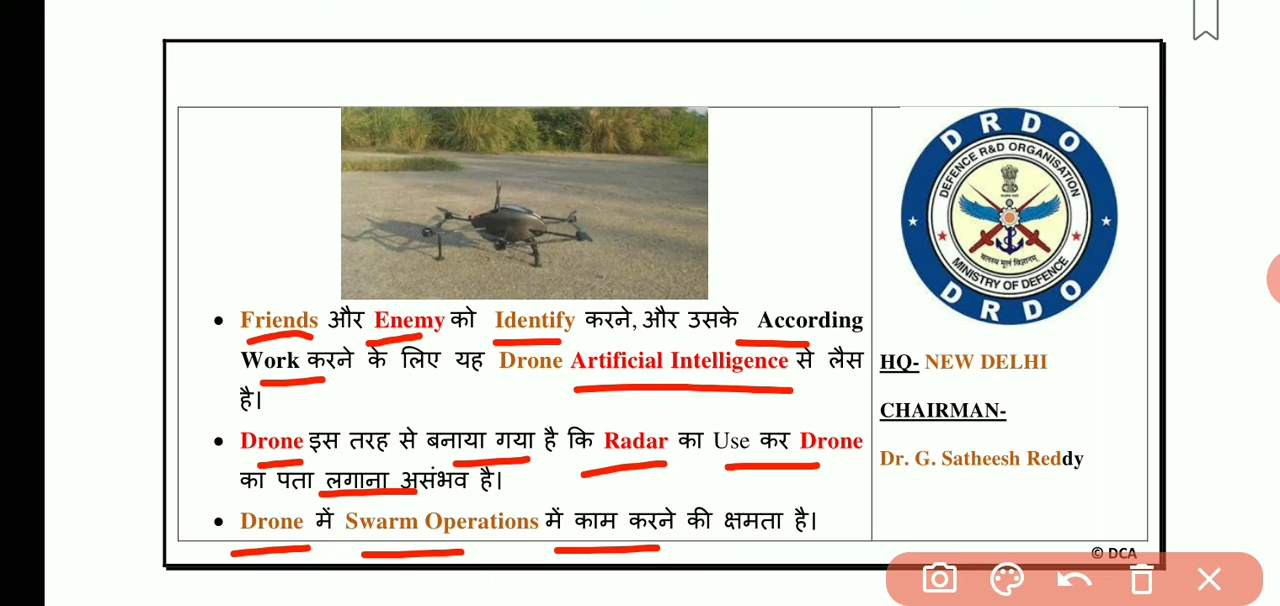 DRDO
DEFENCE R&D ORGANISATION
बलस्य मूलं विज्ञानम्
MINISTRY OF DEFENCE
DRDO
Friends और Enemy को Identify करने, और उसके According
Work करने के लिए यह Drone Artificial Intelligence से लैस
है।
Drone इस तरह से बनाया गया है कि Radar का Use कर Drone
का पता लगाना असंभव है।
Drone में Swarm Operations में काम करने की क्षमता है।
HQ- NEW DELHI
CHAIRMAN-
Dr. G. Satheesh Reddy
© DCA